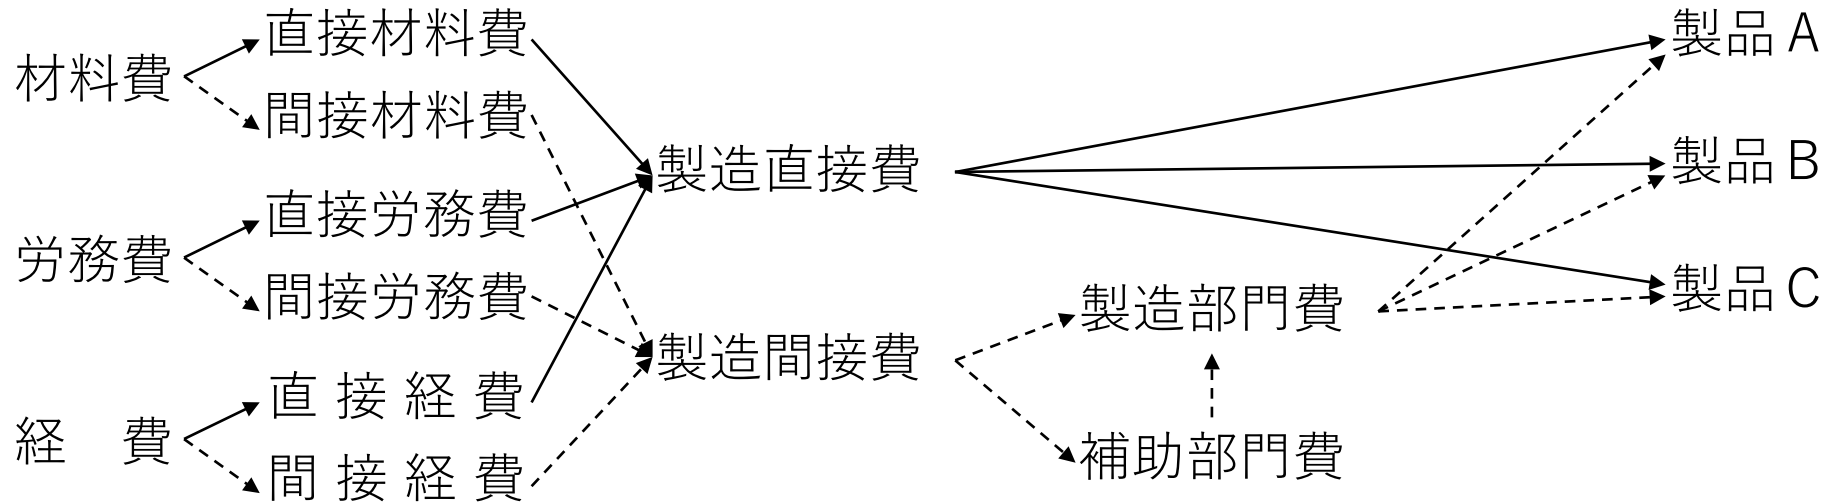 材料費
直接材料費
間接材料費
労務費
直接労務費
間接労務費
経　費
直 接 経 費
間 接 経 費
製造直接費
製造間接費
製造部門費
補助部門費
製品 A
製品 B
製品 C